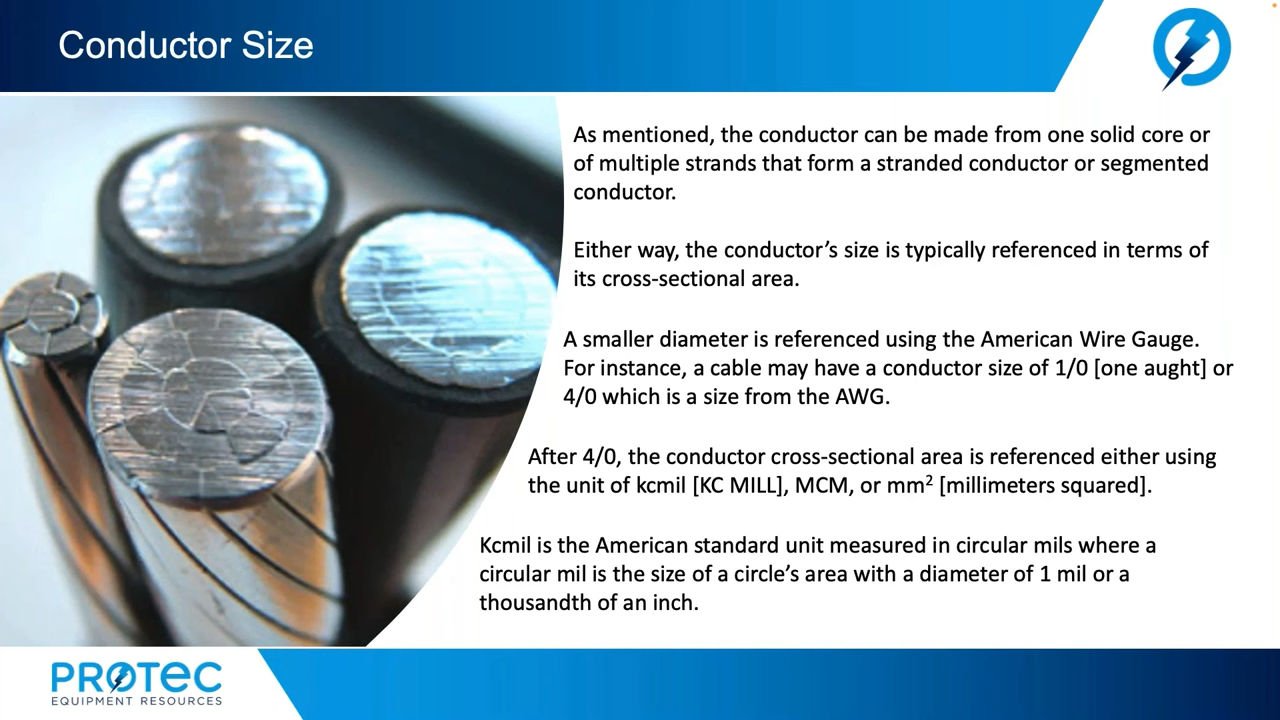 Conductor Size
As mentioned, the conductor can be made from one solid core or
of multiple strands that form a stranded conductor or segmented
conductor.
Either way, the conductor’s size is typically referenced in terms of
its cross-sectional area.
A smaller diameter is referenced using the American Wire Gauge.
For instance, a cable may have a conductor size of 1/0 [one aught] or
4/0 which is a size from the AWG.
After 4/0, the conductor cross-sectional area is referenced either using
the unit of kcmil [KC MILL], MCM, or mm² [millimeters squared].
Kcmil is the American standard unit measured in circular mils where a
circular mil is the size of a circle’s area with a diameter of 1 mil or a
thousandth of an inch.
PROTEC
EQUIPMENT RESOURCES